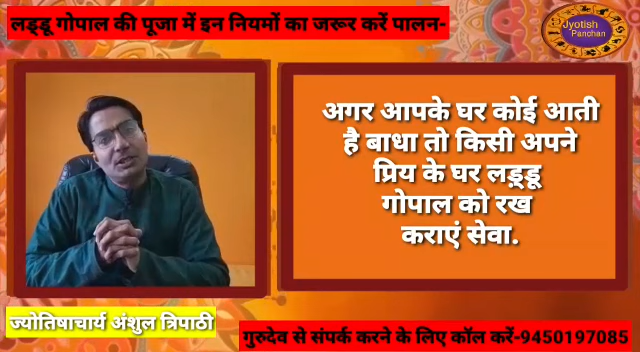 लड्डू गोपाल की पूजा में इन नियमों का जरूर करें पालन-
Jyotish
Panchan
अगर आपके घर कोई आती
है बाधा तो किसी अपने
प्रिय के घर लड्डू
गोपाल को रख
कराएं सेवा.
ज्योतिषाचार्य अंशुल त्रिपाठी
गुरुदेव से संपर्क करने के लिए कॉल करें-9450197085